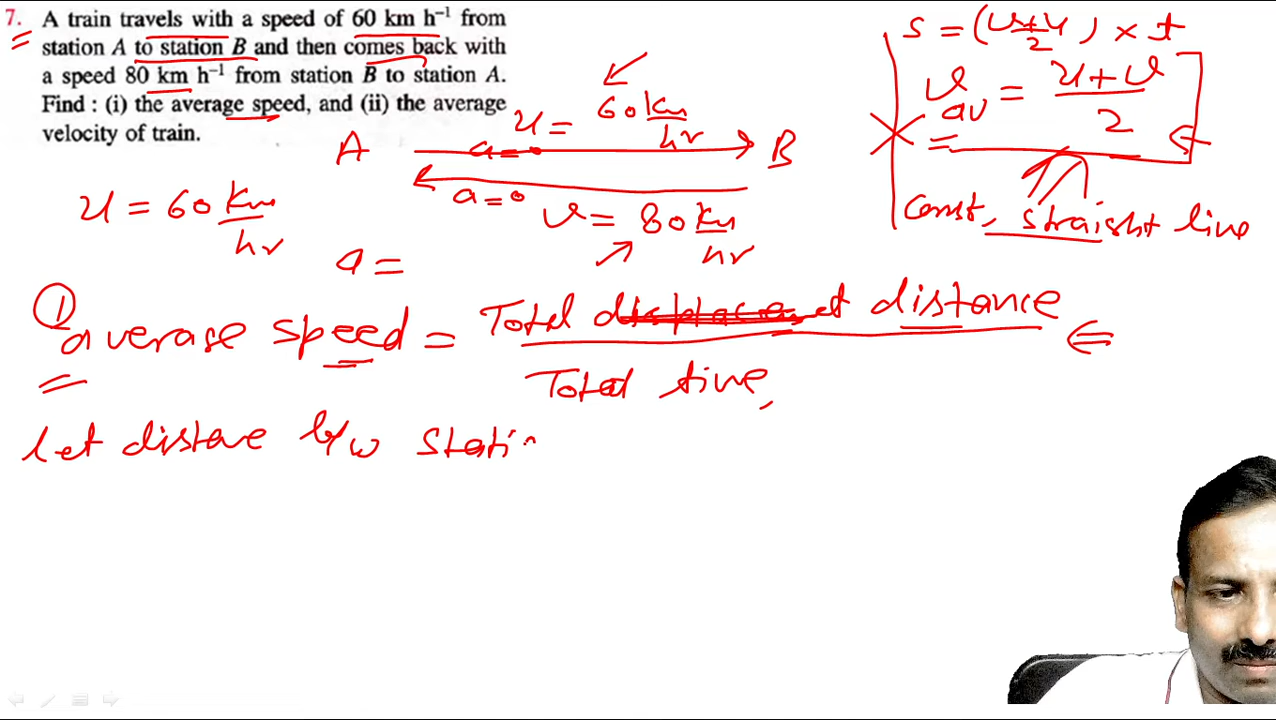 7. A train travels with a speed of 60 km h⁻¹ from
station A to station B and then comes back with
a speed 80 km h⁻¹ from station B to station A.
Find : (i) the average speed, and (ii) the average
velocity of train.
s = (v+u/2) × t
v av = u+v/2
const, straight line
u = 60 km/hr
A a=0 B
a=0
v = 80 km/hr
u = 60 km/hr
a =
① average speed = Total displacement distance / Total time,
Let distance b/w stati